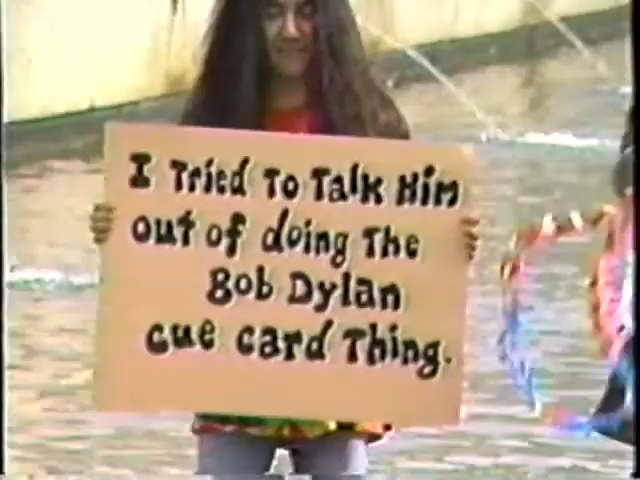 I Tried To Talk Him
out of doing The
Bob Dylan
cue card Thing.